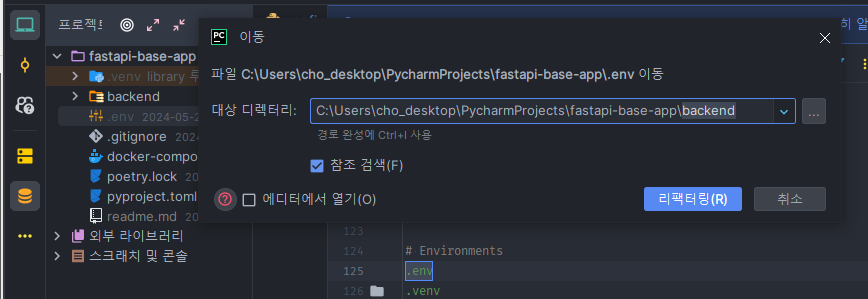 프로젝트
PC 이동
fastapi-base-app
파일 C:\Users\cho_desktop\PycharmProjects\fastapi-base-app\.env 이동
.venv library 루
backend
대상 디렉터리: C:\Users\cho_desktop\PycharmProjects\fastapi-base-app\backend ...
.env 2024-05-2
경로 완성에 Ctrl+I 사용
.gitignore 2024
docker-compo
참조 검색(F)
poetry.lock 202
pyproject.toml
에디터에서 열기(O) 리팩터링(R) 취소
readme.md 202
외부 라이브러리
스크래치 및 콘솔
123
124 # Environments
125 .env
126 .venv